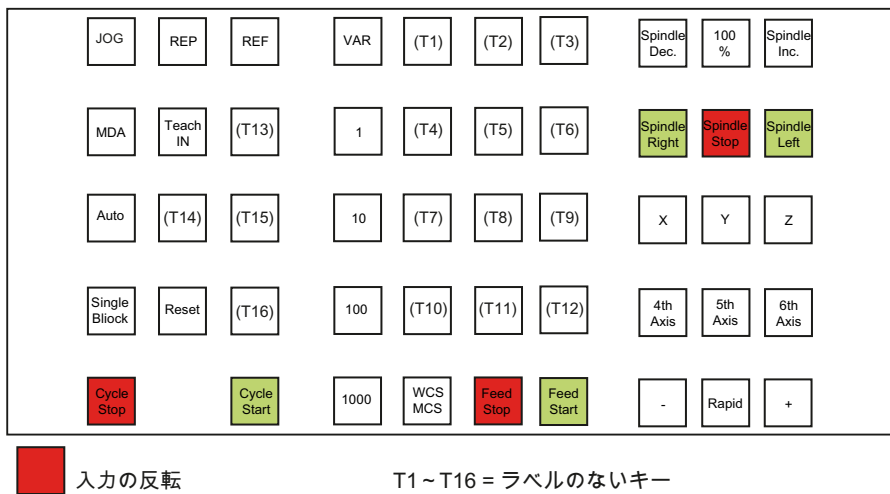 JOG REP REF VAR (T1) (T2) (T3) Spindle Dec. 100 % Spindle Inc.
MDA Teach IN (T13) 1 (T4) (T5) (T6) Spindle Right Spindle Stop Spindle Left
Auto (T14) (T15) 10 (T7) (T8) (T9) X Y Z
Single Bliock Reset (T16) 100 (T10) (T11) (T12) 4th Axis 5th Axis 6th Axis
Cycle Stop Cycle Start 1000 WCS MCS Feed Stop Feed Start - Rapid +
入力の反転 T1 ~ T16 = ラベルのないキー